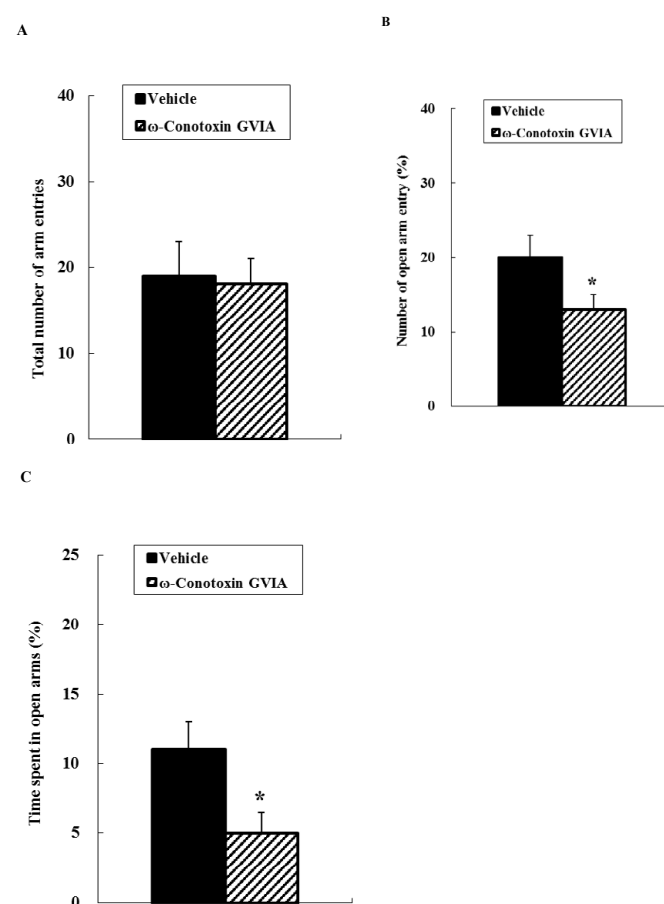 A
Total number of arm entries
40
30
20
10
0
Vehicle
ω-Conotoxin GVIA
B
Number of open arm entry (%)
40
30
20
10
0
Vehicle
ω-Conotoxin GVIA
*
C
Time spent in open arms (%)
25
20
15
10
5
0
Vehicle
ω-Conotoxin GVIA
*